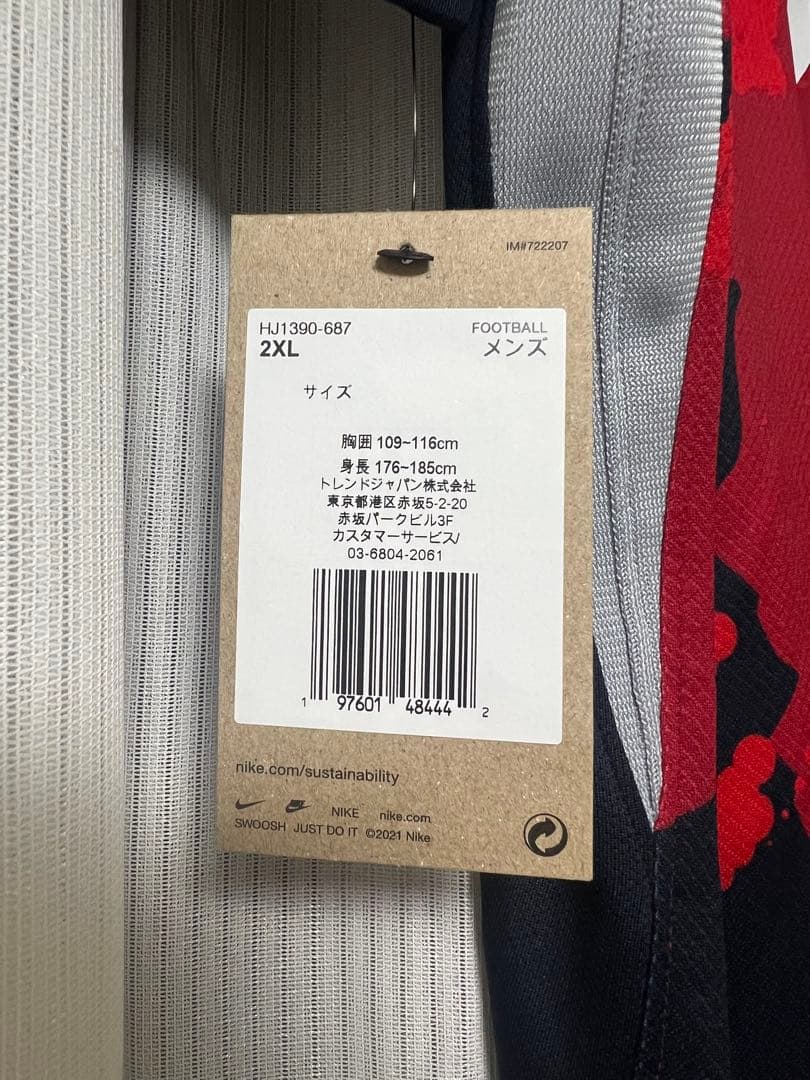 IM#722207
HJ1390-687 FOOTBALL
2XL メンズ
サイズ
胸囲 109~116cm
身長 176~185cm
トレンドジャパン株式会社
東京都港区赤坂5-2-20
赤坂パークビル3F
カスタマーサービス/
03-6804-2061
1 97601 48444 2
nike.com/sustainability
NIKE nike.com
SWOOSH JUST DO IT ©2021 Nike